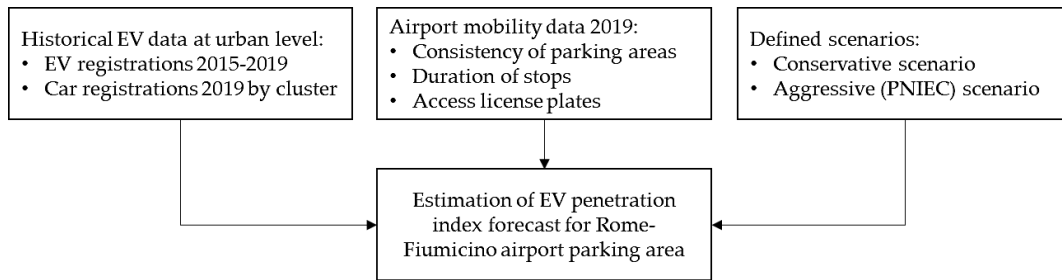 Historical EV data at urban level:
• EV registrations 2015-2019
• Car registrations 2019 by cluster
Airport mobility data 2019:
• Consistency of parking areas
• Duration of stops
• Access license plates
Defined scenarios:
• Conservative scenario
• Aggressive (PNIEC) scenario
Estimation of EV penetration
index forecast for Rome-
Fiumicino airport parking area